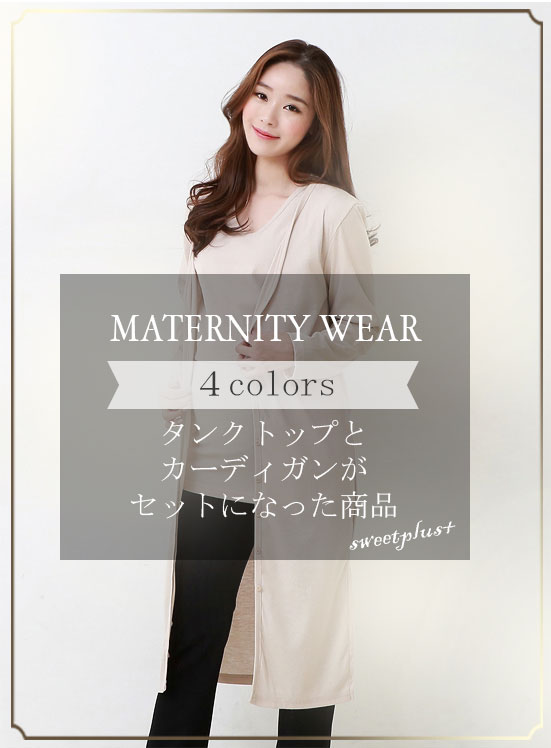 MATERNITY WEAR
4 colors
タンクトップと
カーディガンが
セットになった商品
sweetplus+